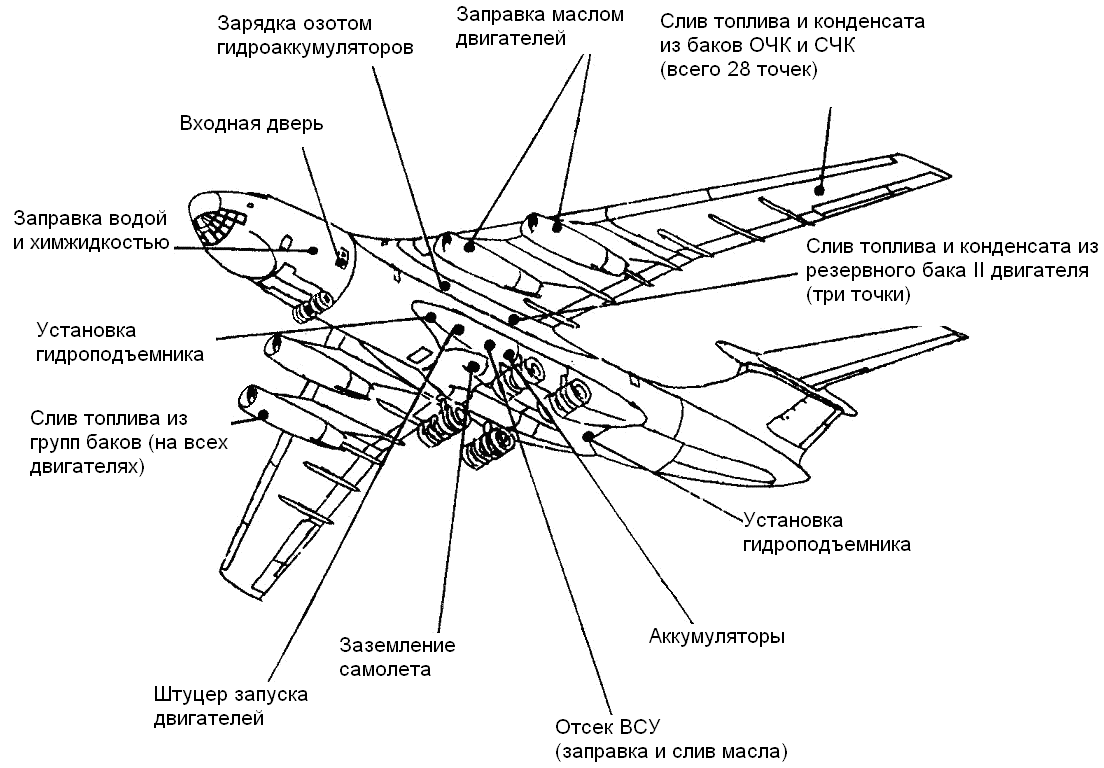 Зарядка озотом
гидроаккумуляторов
Заправка маслом
двигателей
Слив топлива и конденсата
из баков ОЧК и СЧК
(всего 28 точек)
Входная дверь
Заправка водой
и химжидкостью
Слив топлива и конденсата из
резервного бака II двигателя
(три точки)
Установка
гидроподъемника
Слив топлива из
групп баков (на всех
двигателях)
Установка
гидроподъемника
Аккумуляторы
Заземление
самолета
Штуцер запуска
двигателей
Отсек ВСУ
(заправка и слив масла)